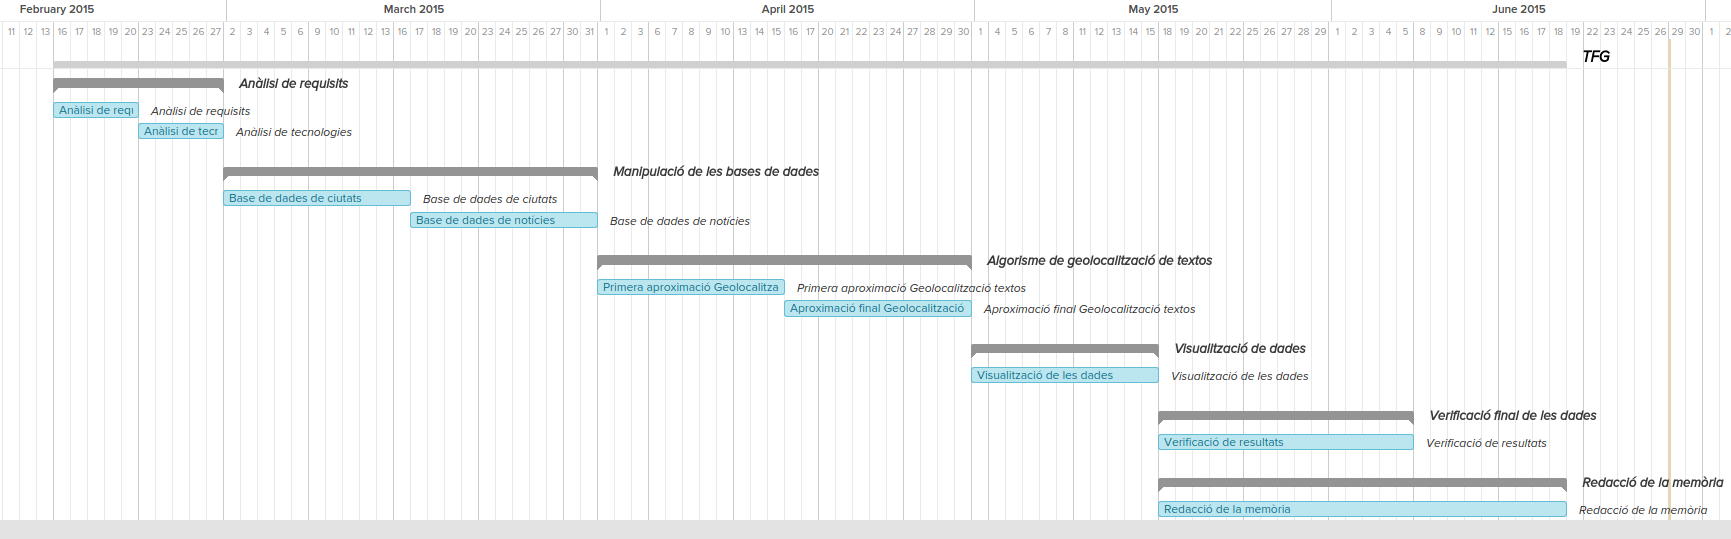 February 2015 March 2015 April 2015 May 2015 June 2015
11 12 13 16 17 18 19 20 23 24 25 26 27 2 3 4 5 6 9 10 11 12 13 16 17 18 19 20 23 24 25 26 27 30 31 1 2 3 6 7 8 9 10 13 14 15 16 17 20 21 22 23 24 27 28 29 30 1 4 5 6 7 8 11 12 13 14 15 18 19 20 21 22 25 26 27 28 29 1 2 3 4 5 8 9 10 11 12 15 16 17 18 19 22 23 24 25 26 29 30 1 2
TFG
Anàlisi de requisits
Anàlisi de requ Anàlisi de requisits
Anàlisi de tecr Anàlisi de tecnologies
Manipulació de les bases de dades
Base de dades de ciutats Base de dades de ciutats
Base de dades de notícies Base de dades de notícies
Algorisme de geolocalització de textos
Primera aproximació Geolocalitza Primera aproximació Geolocalització textos
Aproximació final Geolocalització Aproximació final Geolocalització textos
Visualització de dades
Visualització de les dades Visualització de les dades
Verificació final de les dades
Verificació de resultats Verificació de resultats
Redacció de la memòria
Redacció de la memòria Redacció de la memòria